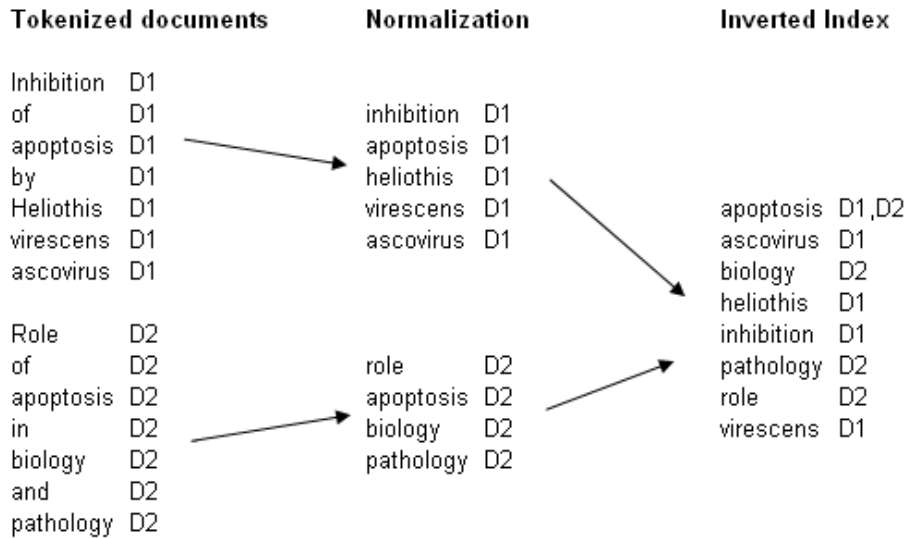 Tokenized documents
Inhibition D1
of D1
apoptosis D1
by D1
Heliothis D1
virescens D1
ascovirus D1
Role D2
of D2
apoptosis D2
in D2
biology D2
and D2
pathology D2
Normalization
inhibition D1
apoptosis D1
heliothis D1
virescens D1
ascovirus D1
role D2
apoptosis D2
biology D2
pathology D2
Inverted Index
apoptosis D1,D2
ascovirus D1
biology D2
heliothis D1
inhibition D1
pathology D2
role D2
virescens D1